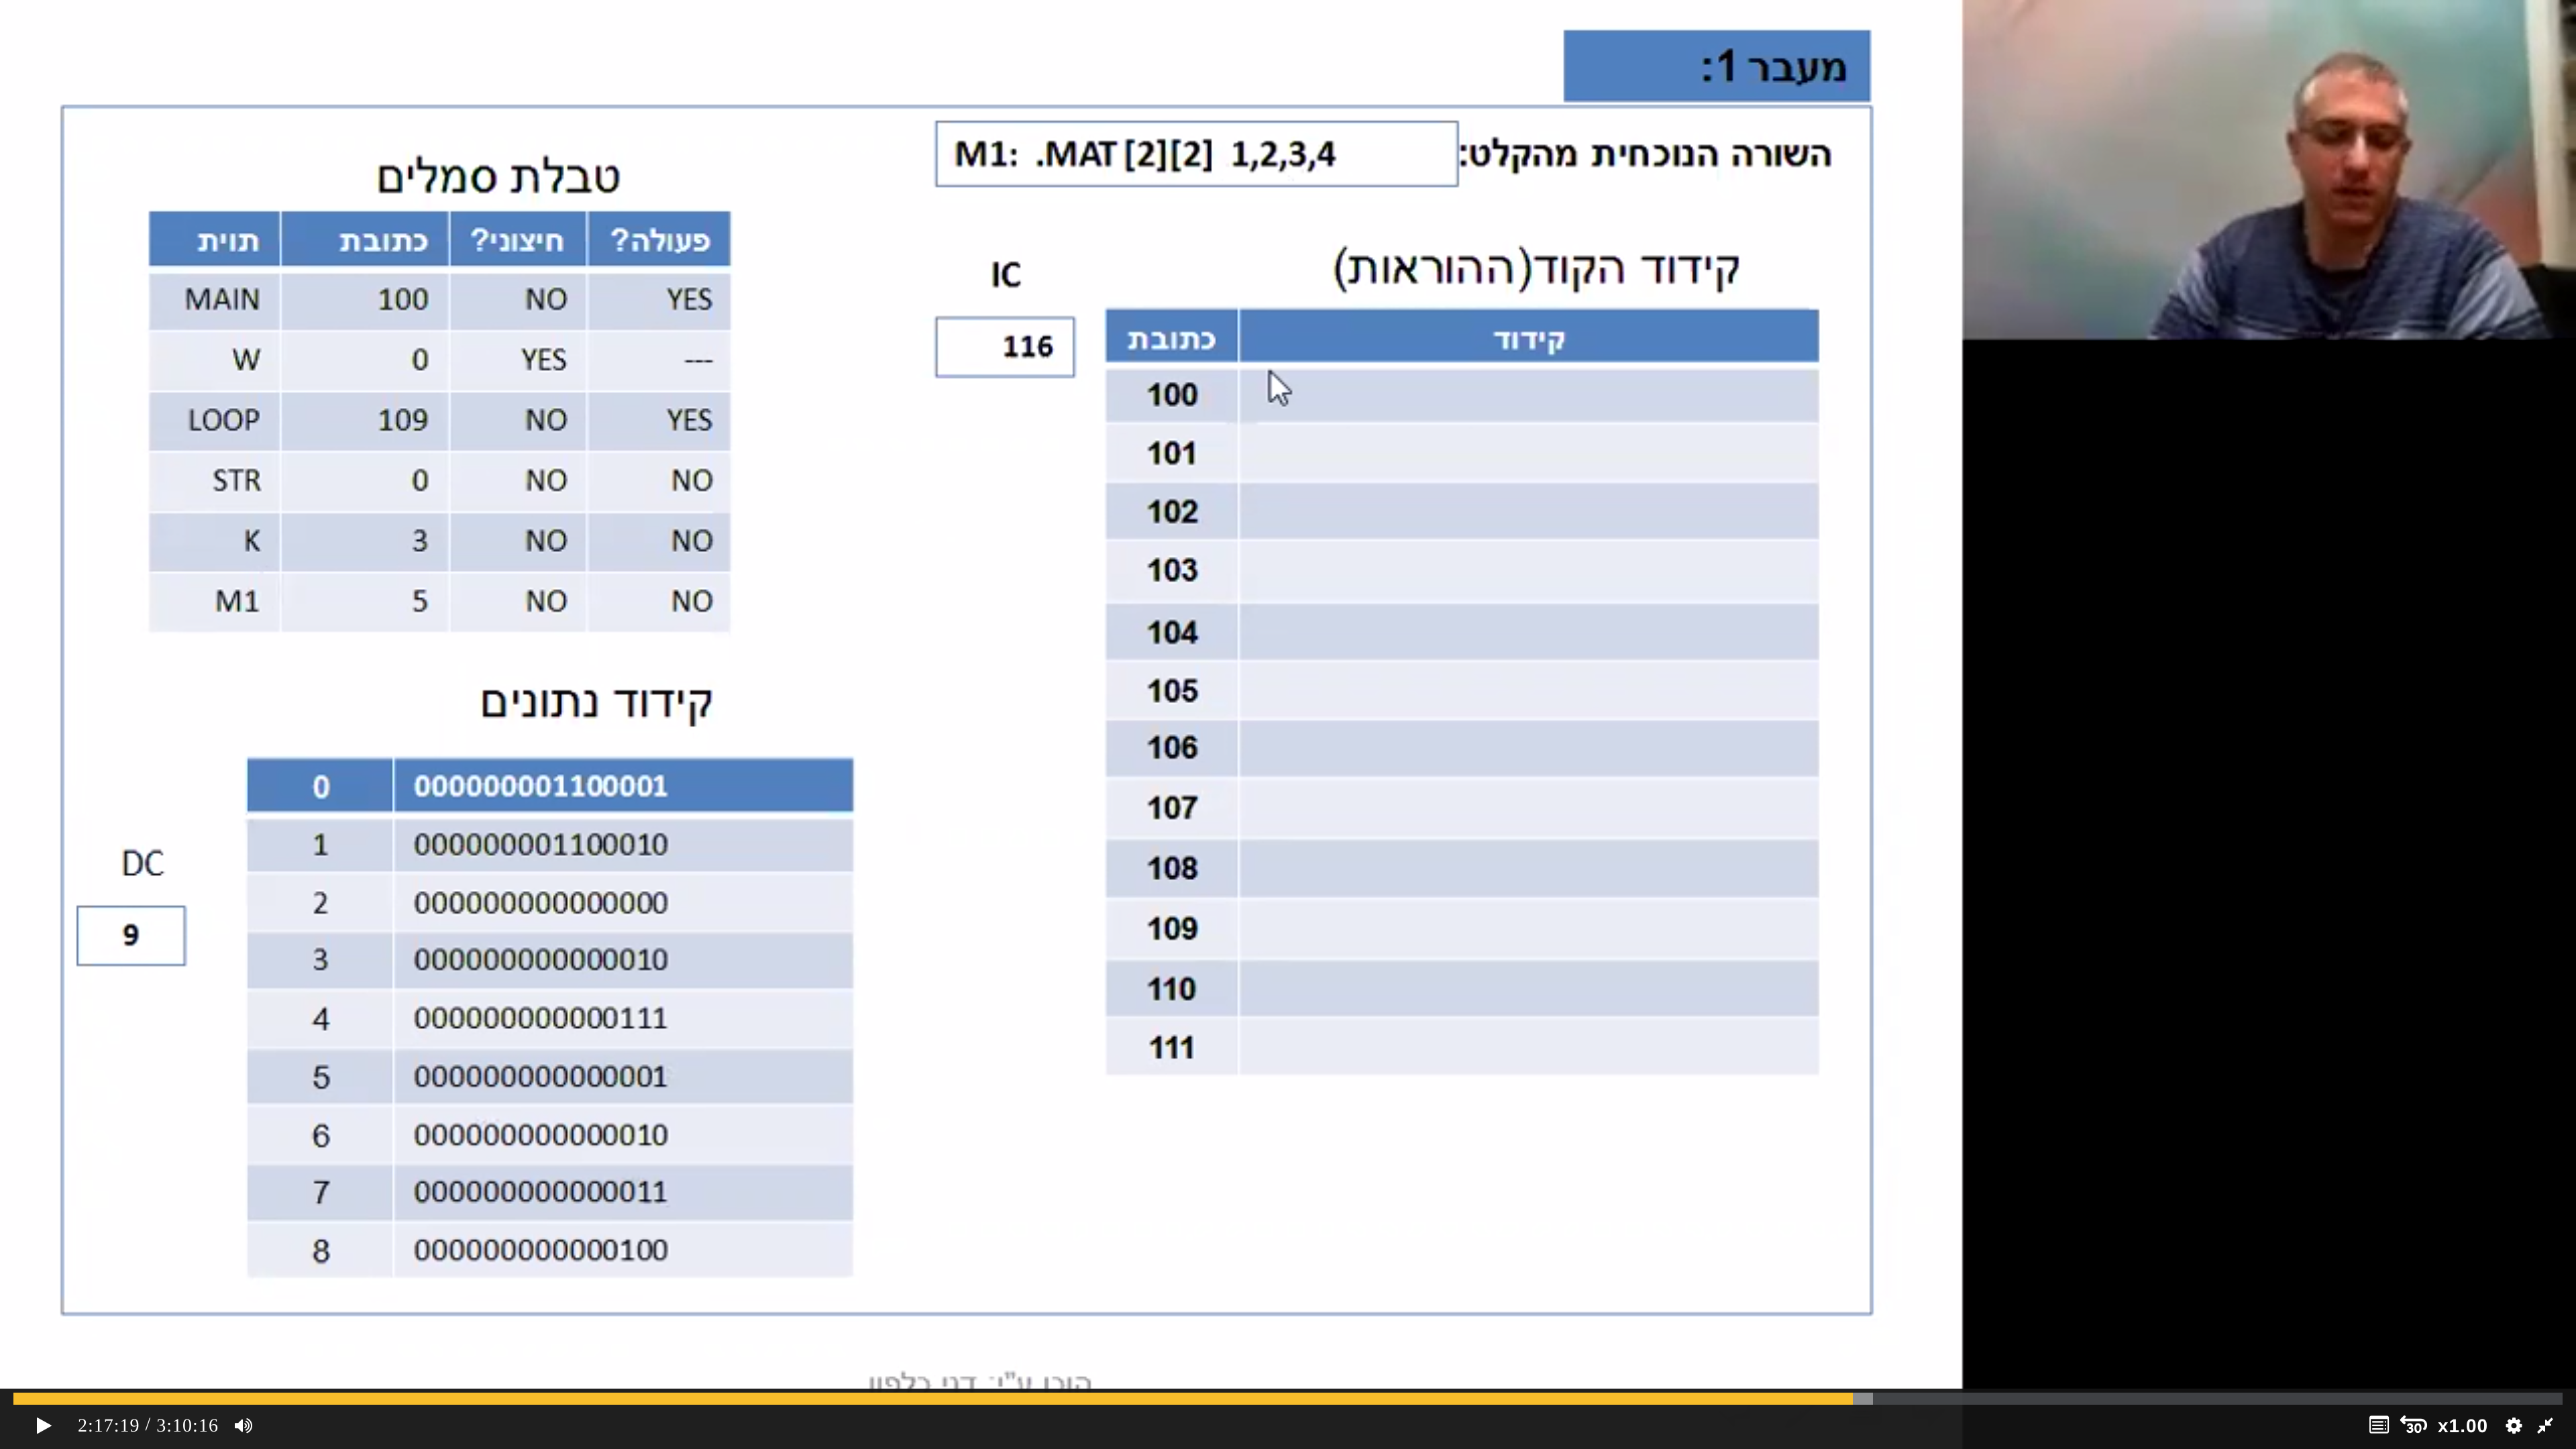 מעבר 1:
השורה הנוכחית מהקלט: M1: .MAT [2][2] 1,2,3,4
טבלת סמלים
תוית כתובת חיצוני? פעולה?
MAIN 100 NO YES
W 0 YES ---
LOOP 109 NO YES
STR 0 NO NO
K 3 NO NO
M1 5 NO NO
IC
116
קידוד הקוד(ההוראות)
כתובת קידוד
100
101
102
103
104
105
106
107
108
109
110
111
קידוד נתונים
DC
9
0 000000001100001
1 000000001100010
2 000000000000000
3 000000000000010
4 000000000000111
5 000000000000001
6 000000000000010
7 000000000000011
8 000000000000100
הוכן ע"י: דני כלפון
2:17:19 / 3:10:16
30
x1.00